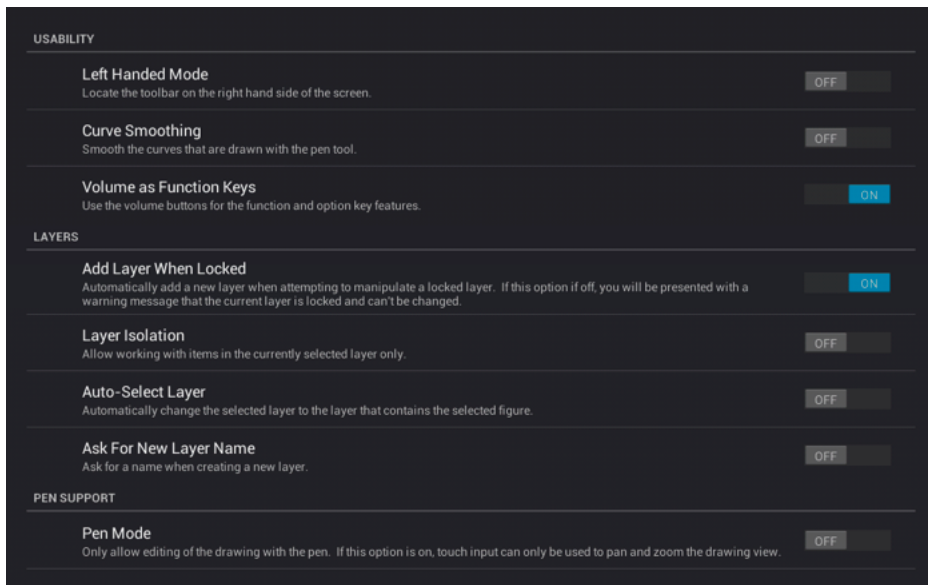 USABILITY
Left Handed Mode
Locate the toolbar on the right hand side of the screen.
OFF
Curve Smoothing
Smooth the curves that are drawn with the pen tool.
OFF
Volume as Function Keys
Use the volume buttons for the function and option key features.
ON
LAYERS
Add Layer When Locked
Automatically add a new layer when attempting to manipulate a locked layer.  If this option if off, you will be presented with a
warning message that the current layer is locked and can't be changed.
ON
Layer Isolation
Allow working with items in the currently selected layer only.
OFF
Auto-Select Layer
Automatically change the selected layer to the layer that contains the selected figure.
OFF
Ask For New Layer Name
Ask for a name when creating a new layer.
OFF
PEN SUPPORT
Pen Mode
Only allow editing of the drawing with the pen.  If this option is on, touch input can only be used to pan and zoom the drawing view.
OFF